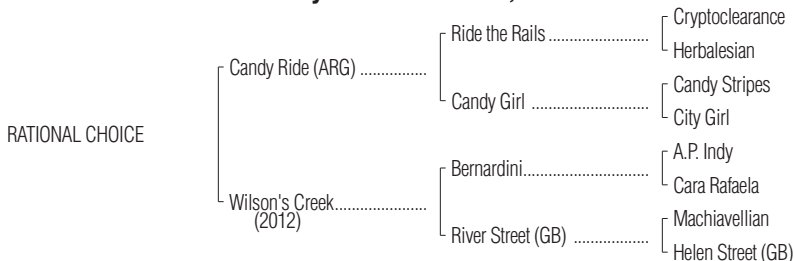 Cryptoclearance
Ride the Rails ........................
Herbalesian
Candy Ride (ARG) ................
Candy Stripes
Candy Girl ............................
City Girl
RATIONAL CHOICE
A.P. Indy
Bernardini..............................
Cara Rafaela
Wilson's Creek......................
(2012)
Machiavellian
River Street (GB) ..................
Helen Street (GB)